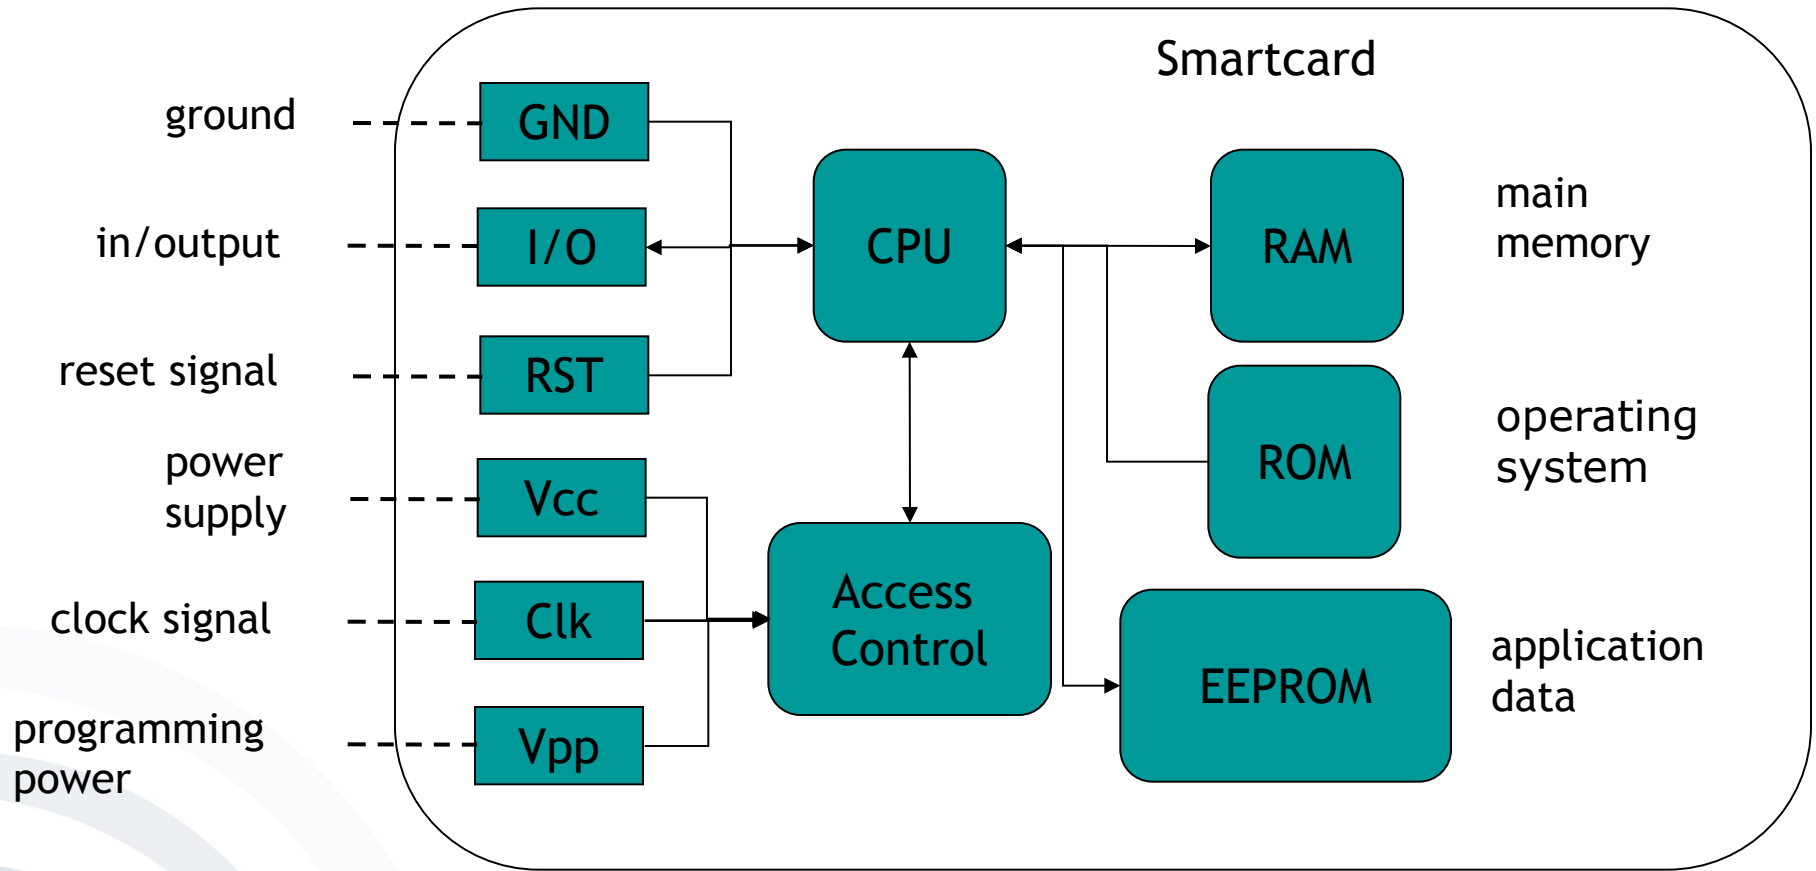 Smartcard
ground
GND
in/output
I/O
reset signal
RST
power
supply
Vcc
clock signal
Clk
programming
power
Vpp
CPU
Access
Control
RAM
main
memory
ROM
operating
system
EEPROM
application
data